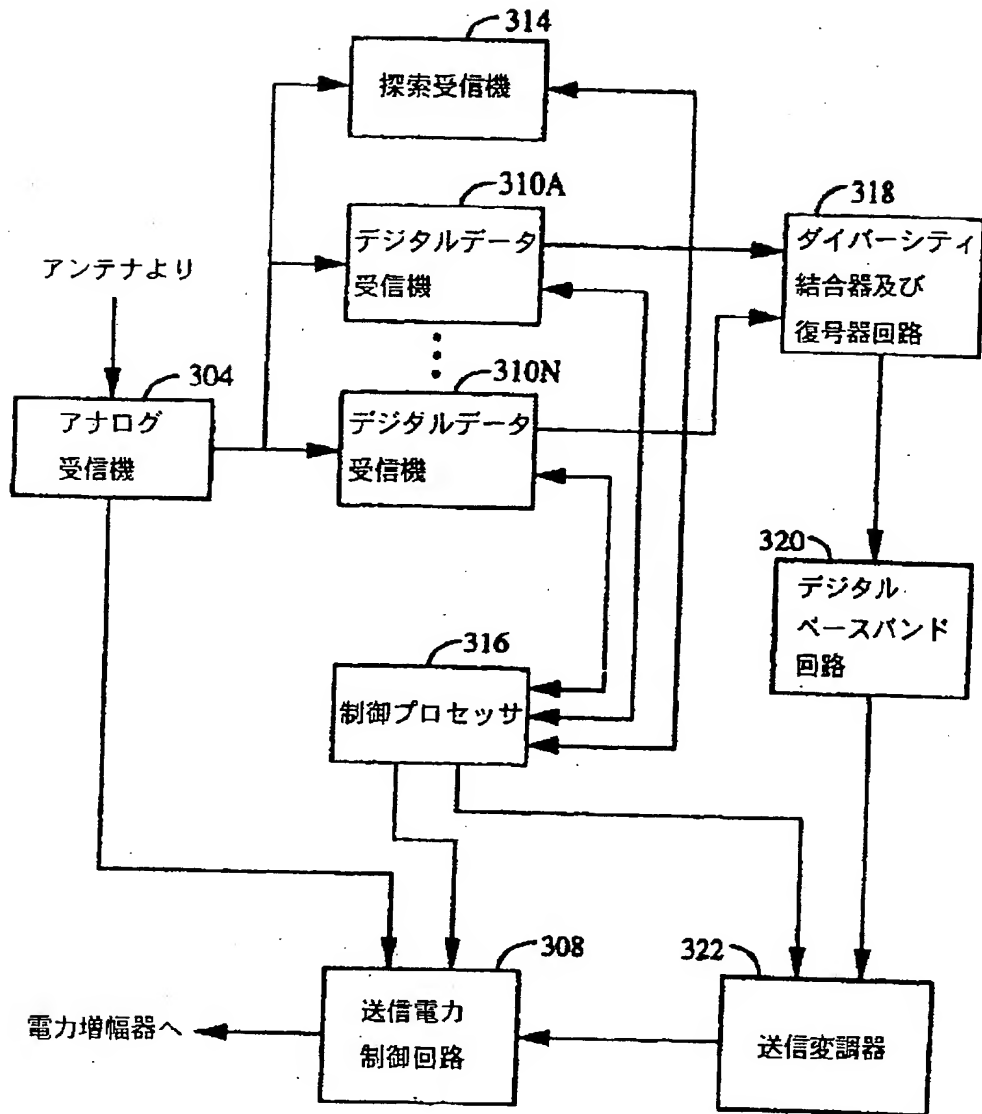 314
探索受信機
310A
デジタルデータ
受信機
318
ダイバーシティ
結合器及び
復号器回路
アンテナより
304
アナログ
受信機
310N
デジタルデータ
受信機
320
デジタル
ベースバンド
回路
316
制御プロセッサ
308
送信電力
制御回路
322
送信変調器
電力増幅器へ